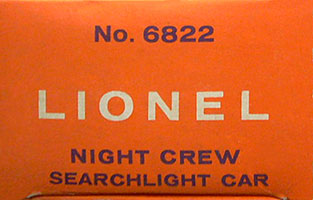 No. 6822
LIONEL
NIGHT CREW
SEARCHLIGHT CAR